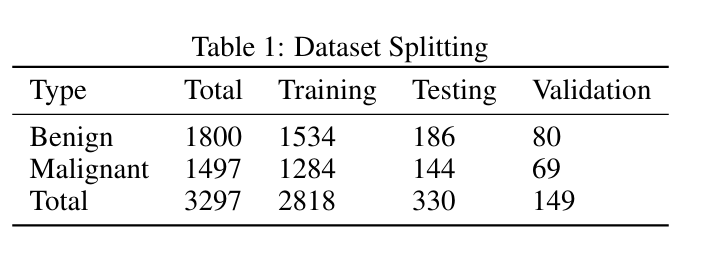 Table 1: Dataset Splitting
Type Total Training Testing Validation
Benign 1800 1534 186 80
Malignant 1497 1284 144 69
Total 3297 2818 330 149